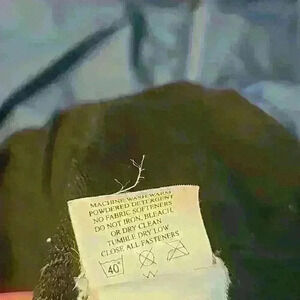 MACHINE WASH WARM
POWDERED DETERGENT
NO FABRIC SOFTENERS
DO NOT IRON, BLEACH,
OR DRY CLEAN
TUMBLE DRY LOW
CLOSE ALL FASTENERS
40
W